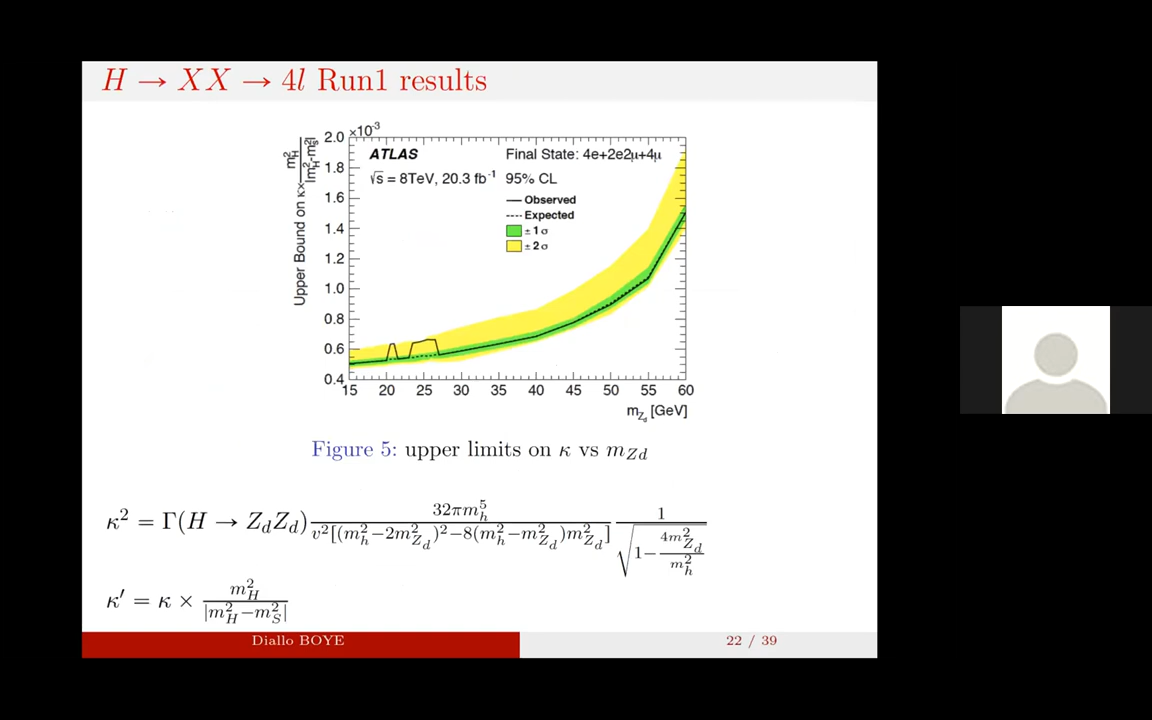 H → XX → 4l Run1 results
×10⁻³
Upper Bound on κ× m²_H / |m²_H-m²_S|
2.0
1.8
1.6
1.4
1.2
1.0
0.8
0.6
0.4
ATLAS
√s = 8TeV, 20.3 fb⁻¹
Final State: 4e+2e2μ+4μ
95% CL
Observed
Expected
± 1 σ
± 2 σ
15 20 25 30 35 40 45 50 55 60
m_{Z_d} [GeV]
Figure 5: upper limits on κ vs m_{Zd}
κ² = Γ(H → Z_dZ_d) 32πm⁵_h / v²[(m²_h−2m²_{Z_d})²−8(m²_h−m²_{Z_d})m²_{Z_d}] 1 / √(1−4m²_{Z_d}/m²_h)
κ′ = κ × m²_H / |m²_H−m²_S|
Diallo BOYE
22 / 39